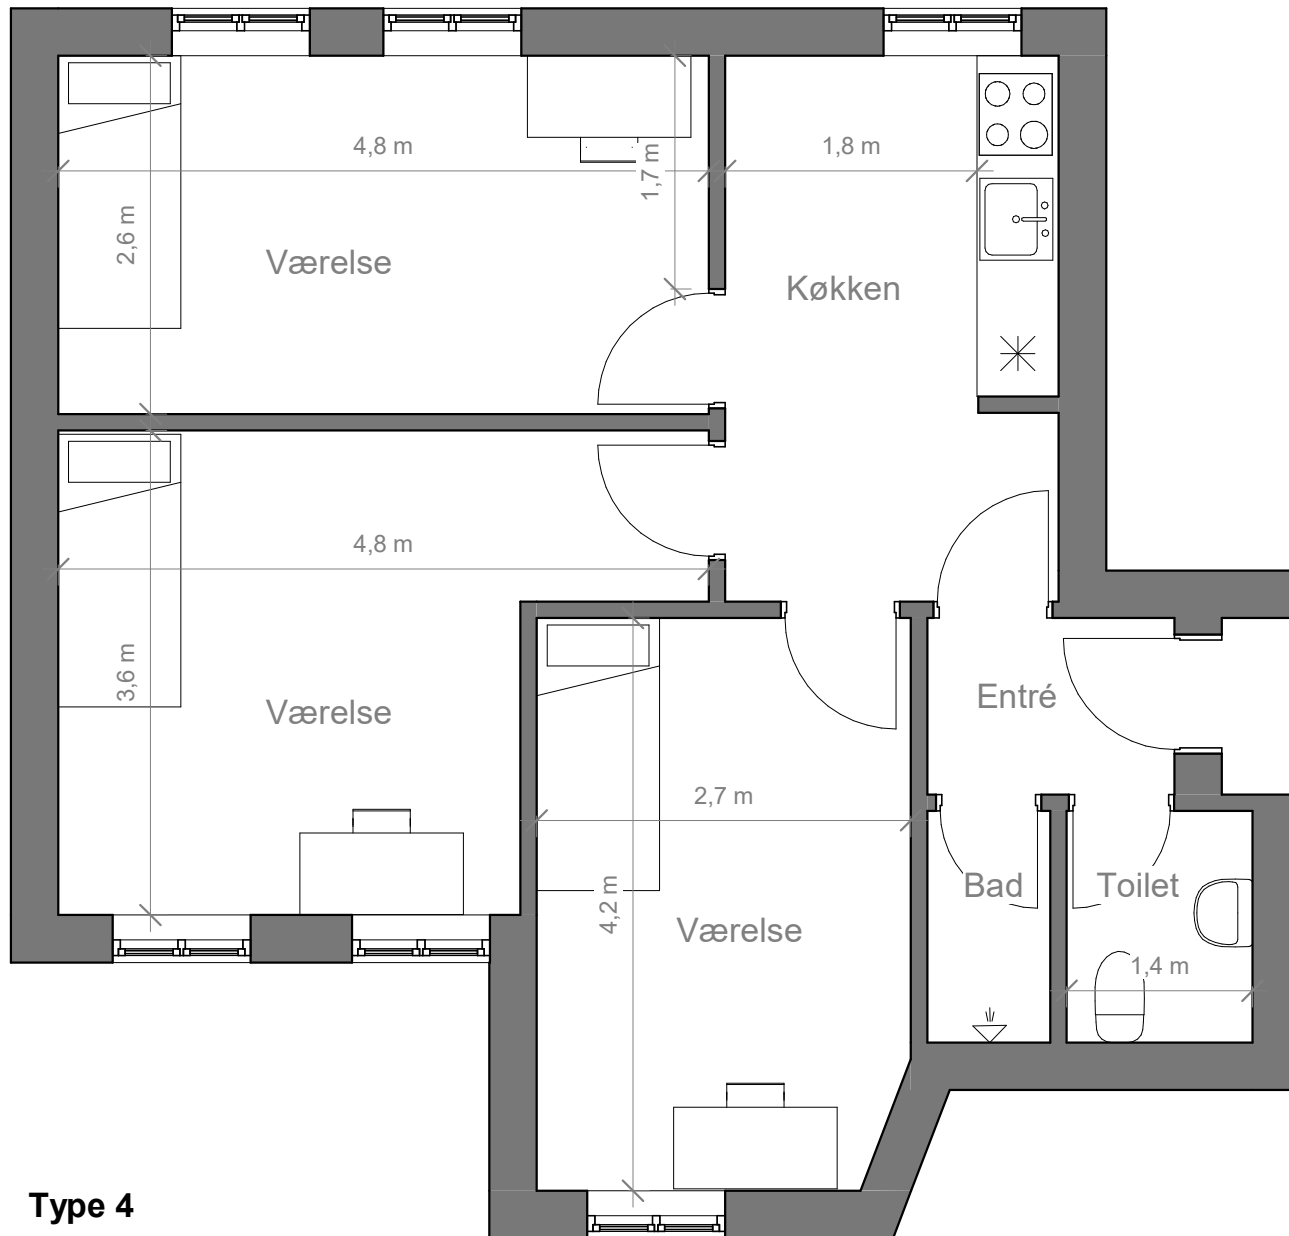 4,8 m
1,7 m
1,8 m
2,6 m
Værelse
Køkken
4,8 m
3,6 m
Værelse
Entré
2,7 m
4,2 m
Værelse
Bad
Toilet
1,4 m
Type 4